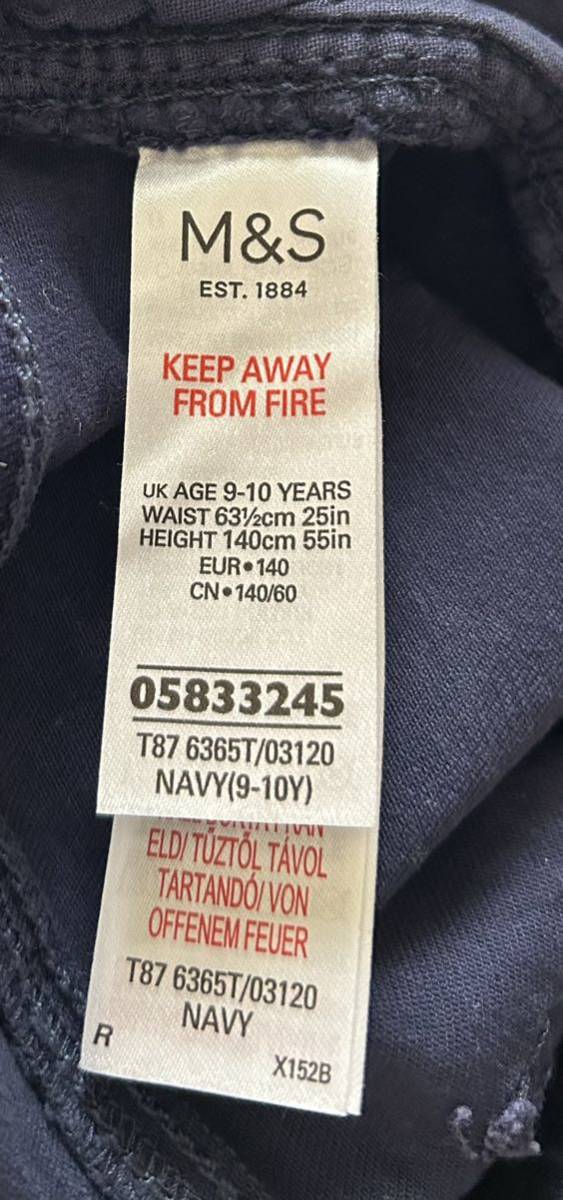 M&S
EST. 1884
KEEP AWAY
FROM FIRE
UK AGE 9-10 YEARS
WAIST 63½cm 25in
HEIGHT 140cm 55in
EUR•140
CN•140/60
05833245
T87 6365T/03120
NAVY(9-10Y)
ELD/ TŰZTŐL TÁVOL
TARTANDÓ/ VON
OFFENEM FEUER
T87 6365T/03120
NAVY
R
X152B